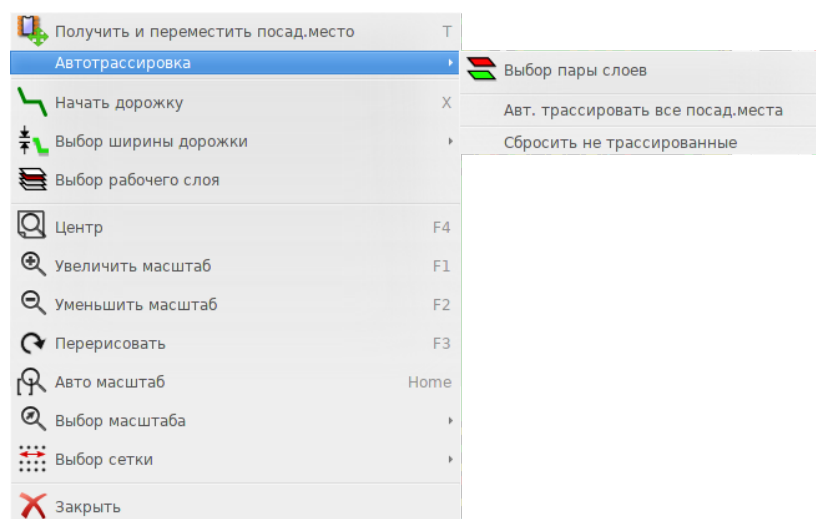 Получить и переместить посад.место T
Автотрассировка
Выбор пары слоев
Начать дорожку X
Авт. трассировать все посад.места
Выбор ширины дорожки
Сбросить не трассированные
Выбор рабочего слоя
Центр F4
Увеличить масштаб F1
Уменьшить масштаб F2
Перерисовать F3
Авто масштаб Home
Выбор масштаба
Выбор сетки
Закрыть